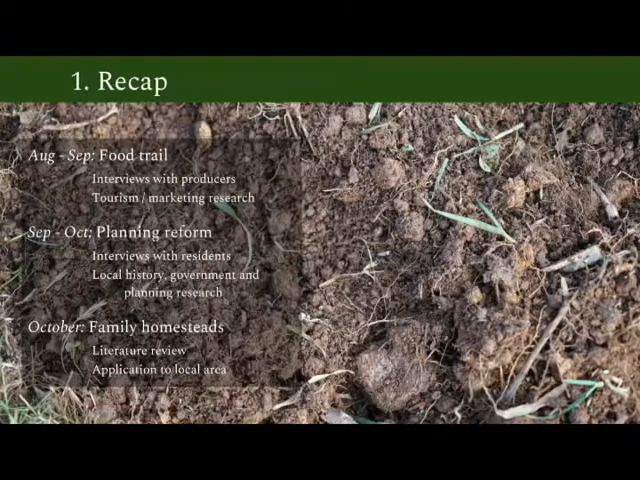 1. Recap
Aug - Sep: Food trail
Interviews with producers
Tourism / marketing research
Sep - Oct: Planning reform
Interviews with residents
Local history, government and
planning research
October: Family homesteads
Literature review
Application to local area